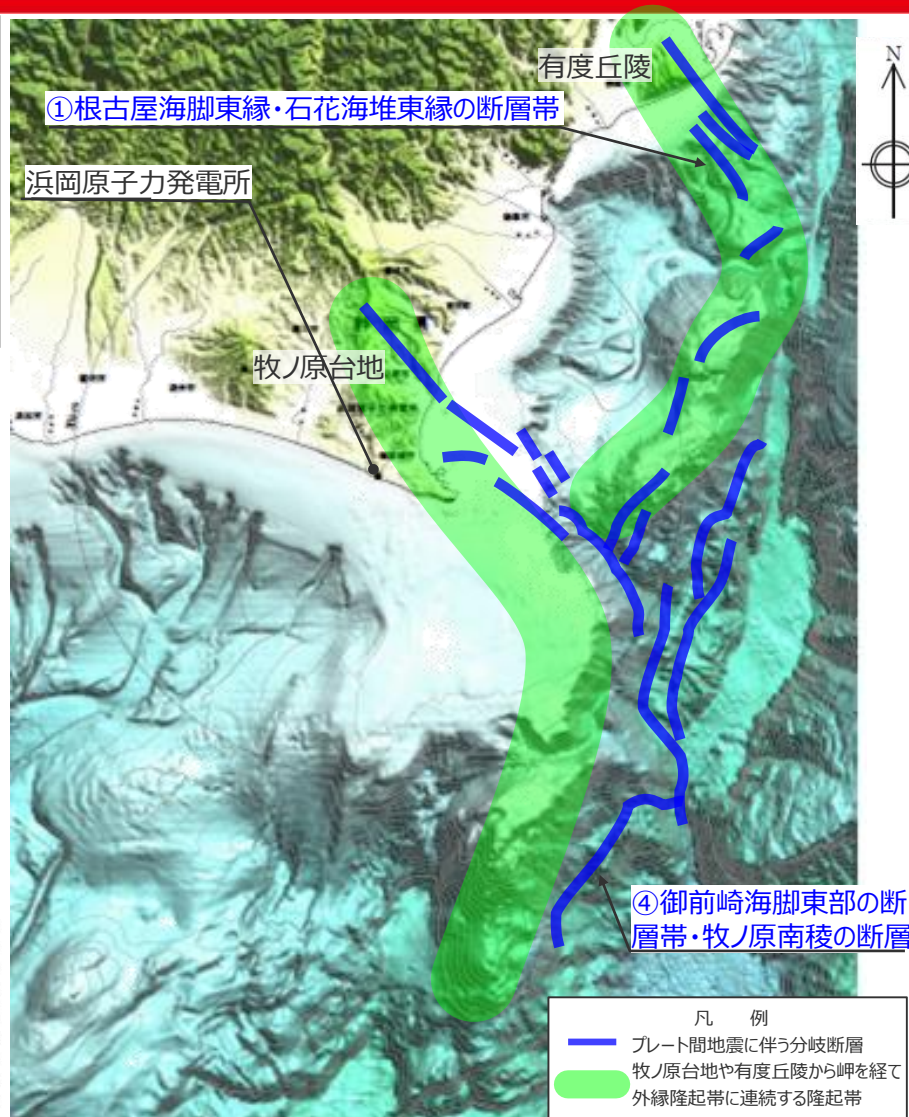 有度丘陵
N
①根古屋海脚東縁・石花海堆東縁の断層帯
浜岡原子力発電所
牧ノ原台地
④御前崎海脚東部の断
層帯・牧ノ原南稜の断層
凡 例
プレート間地震に伴う分岐断層
牧ノ原台地や有度丘陵から岬を経て
外縁隆起帯に連続する隆起帯